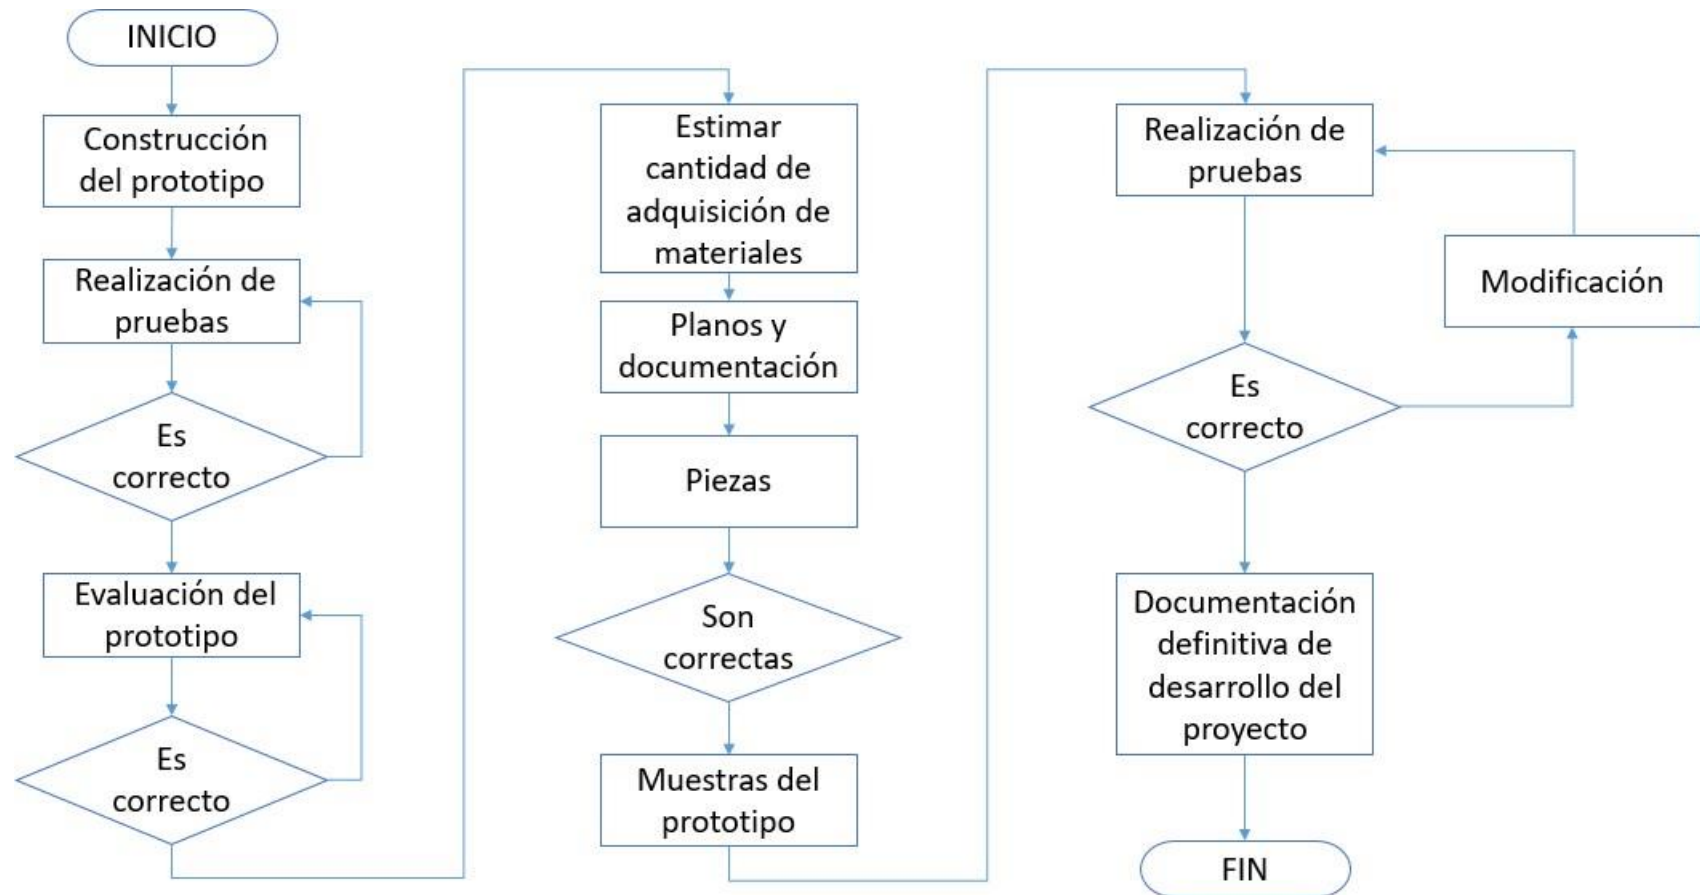 INICIO
Construcción
del prototipo
Realización de
pruebas
Es
correcto
Evaluación del
prototipo
Es
correcto
Estimar
cantidad de
adquisición de
materiales
Planos y
documentación
Piezas
Son
correctas
Muestras del
prototipo
Realización de
pruebas
Modificación
Es
correcto
Documentación
definitiva de
desarrollo del
proyecto
FIN